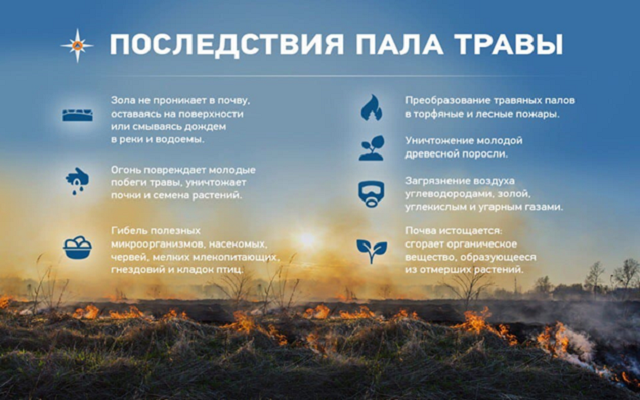 ПОСЛЕДСТВИЯ ПАЛА ТРАВЫ
Зола не проникает в почву,
оставаясь на поверхности
или смываясь дождем
в реки и водоемы.
Огонь повреждает молодые
побеги травы, уничтожает
почки и семена растений.
Гибель полезных
микроорганизмов, насекомых,
червей, мелких млекопитающих,
гнездовий и кладок птиц.
Преобразование травяных палов
в торфяные и лесные пожары.
Уничтожение молодой
древесной поросли.
Загрязнение воздуха
углеводородами, золой,
углекислым и угарным газами.
Почва истощается:
сгорает органическое
вещество, образующееся
из отмерших растений.